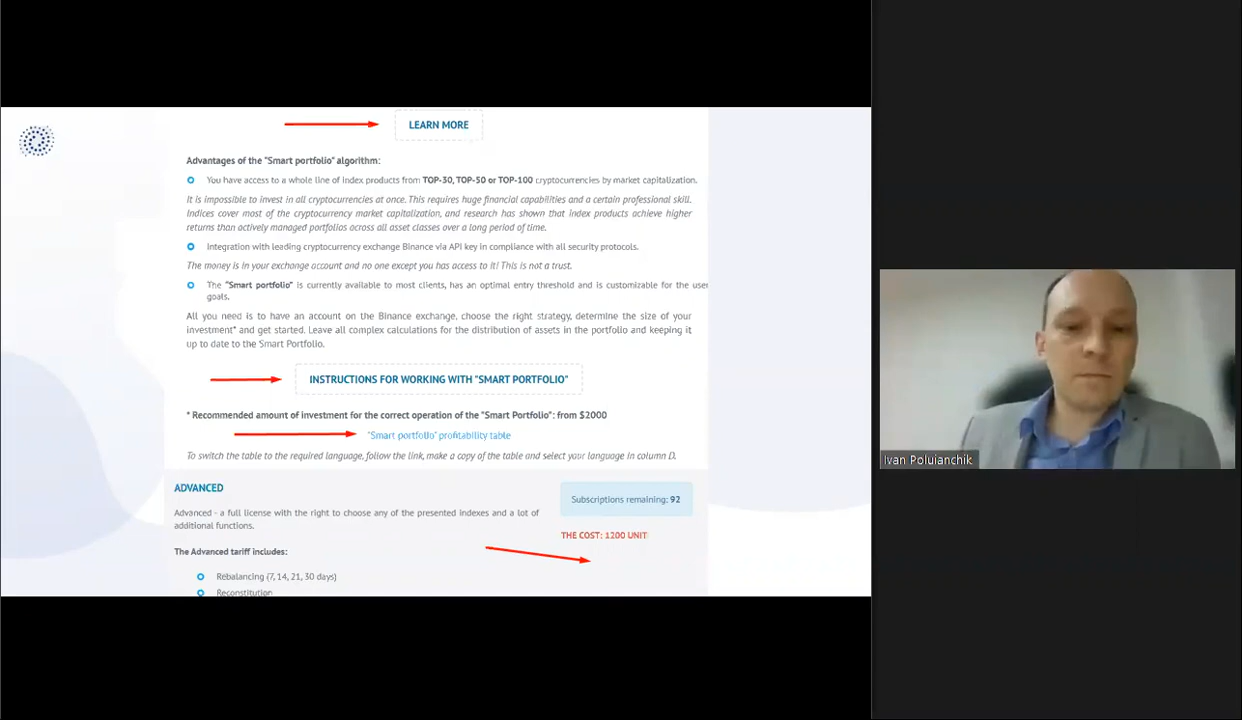 LEARN MORE
Advantages of the "Smart portfolio" algorithm:
You have access to a whole line of index products from TOP-30, TOP-50 or TOP-100 cryptocurrencies by market capitalization.
It is impossible to invest in all cryptocurrencies at once. This requires huge financial capabilities and a certain professional skill.
Indices cover most of the cryptocurrency market capitalization, and research has shown that index products achieve higher
returns than actively managed portfolios across all asset classes over a long period of time.
Integration with leading cryptocurrency exchange Binance via API key in compliance with all security protocols.
The money is in your exchange account and no one except you has access to it! This is not a trust.
The "Smart portfolio" is currently available to most clients, has an optimal entry threshold and is customizable for the user
goals.
All you need is to have an account on the Binance exchange, choose the right strategy, determine the size of your
investment* and get started. Leave all complex calculations for the distribution of assets in the portfolio and keeping it
up to date to the Smart Portfolio.
INSTRUCTIONS FOR WORKING WITH "SMART PORTFOLIO"
* Recommended amount of investment for the correct operation of the "Smart Portfolio": from $2000
"Smart portfolio" profitability table
To switch the table to the required language, follow the link, make a copy of the table and select your language in column D.
ADVANCED
Subscriptions remaining: 92
Advanced - a full license with the right to choose any of the presented indexes and a lot of
additional functions.
THE COST: 1200 UNIT
The Advanced tariff includes:
Rebalancing (7, 14, 21, 30 days)
Reconstitution
Ivan Poluianchik